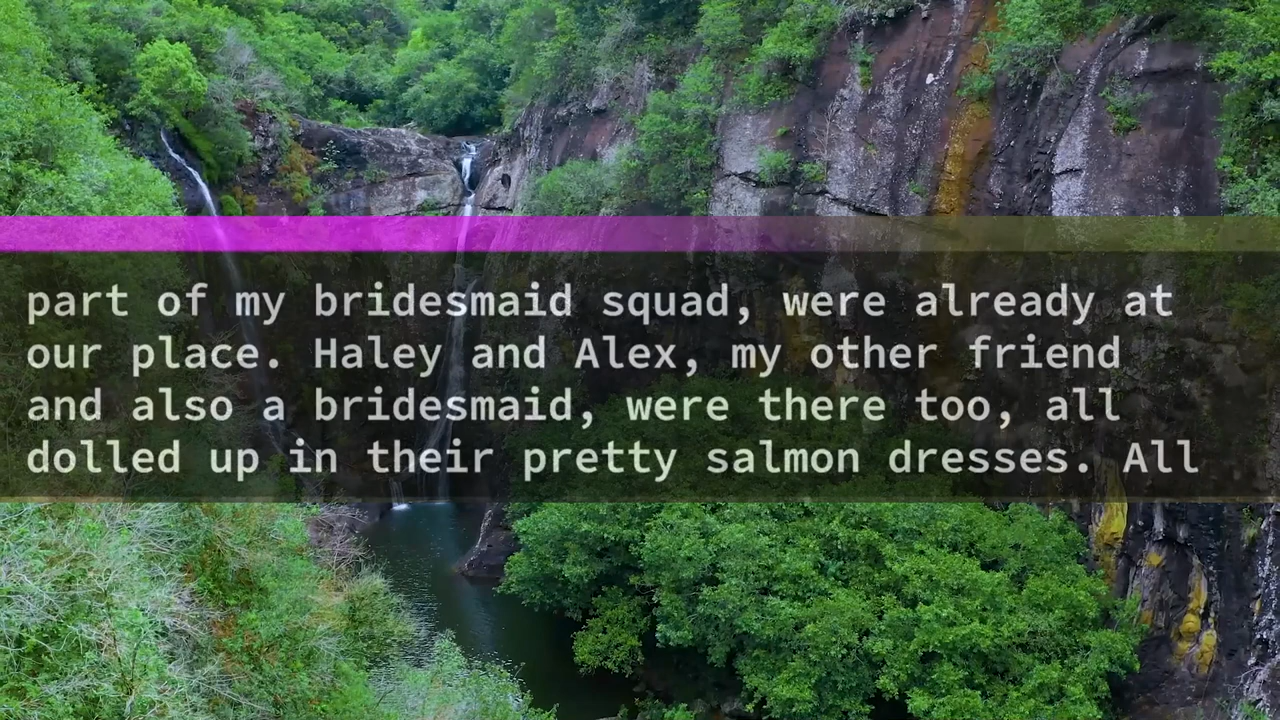 part of my bridesmaid squad, were already at
our place. Haley and Alex, my other friend
and also a bridesmaid, were there too, all
dolled up in their pretty salmon dresses. All